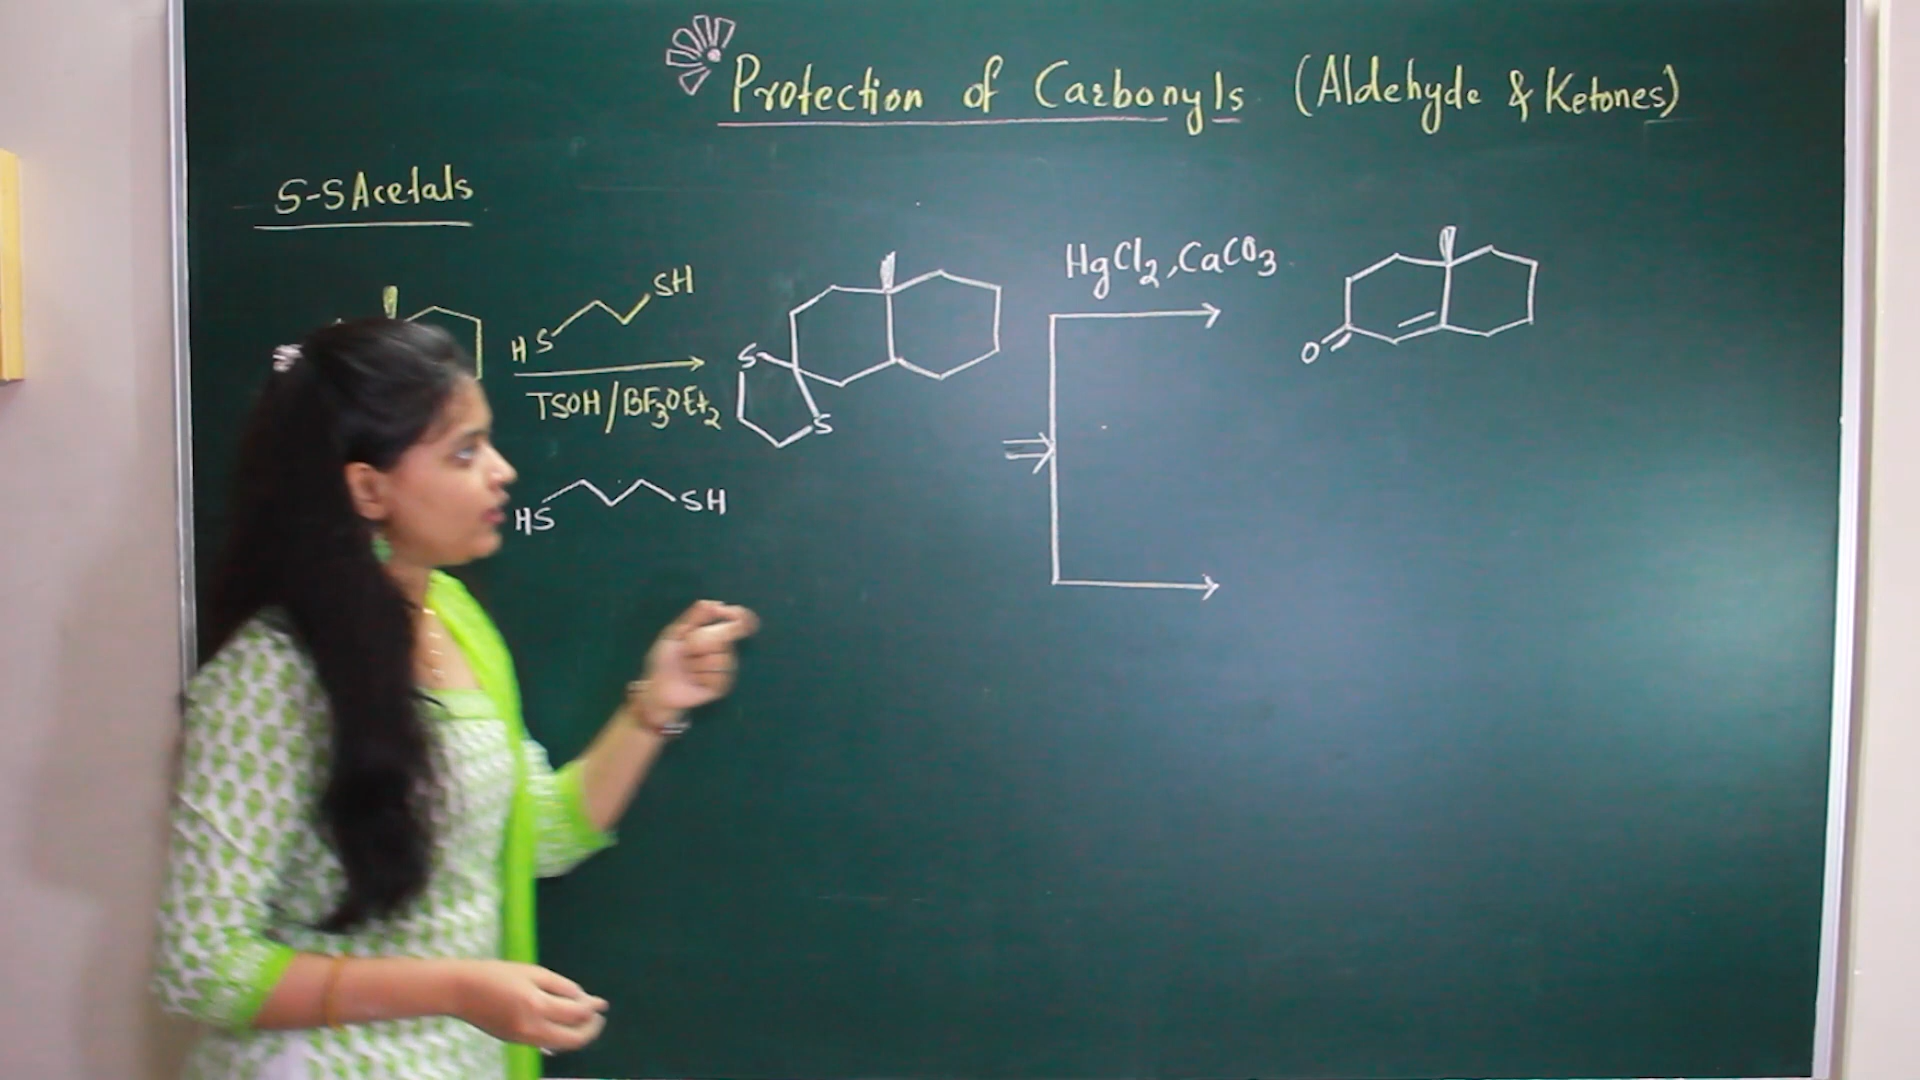 Protection of Carbonyls (Aldehyde & Ketones)
S-S Acetals
HS SH
TSOH/BF3OEt2
HS SH
S
S
HgCl2, CaCO3
O